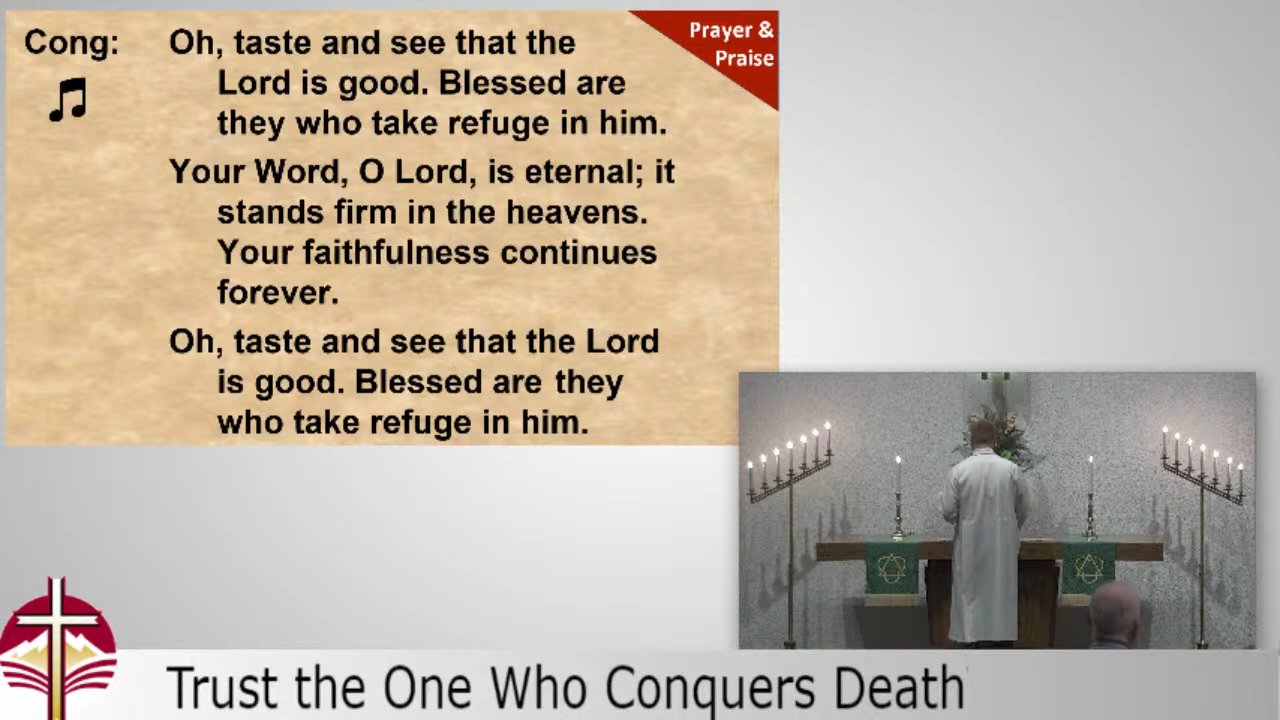 Cong:
Oh, taste and see that the
Lord is good. Blessed are
they who take refuge in him.
Your Word, O Lord, is eternal; it
stands firm in the heavens.
Your faithfulness continues
forever.
Oh, taste and see that the Lord
is good. Blessed are they
who take refuge in him.
Prayer &
Praise
Trust the One Who Conquers Death